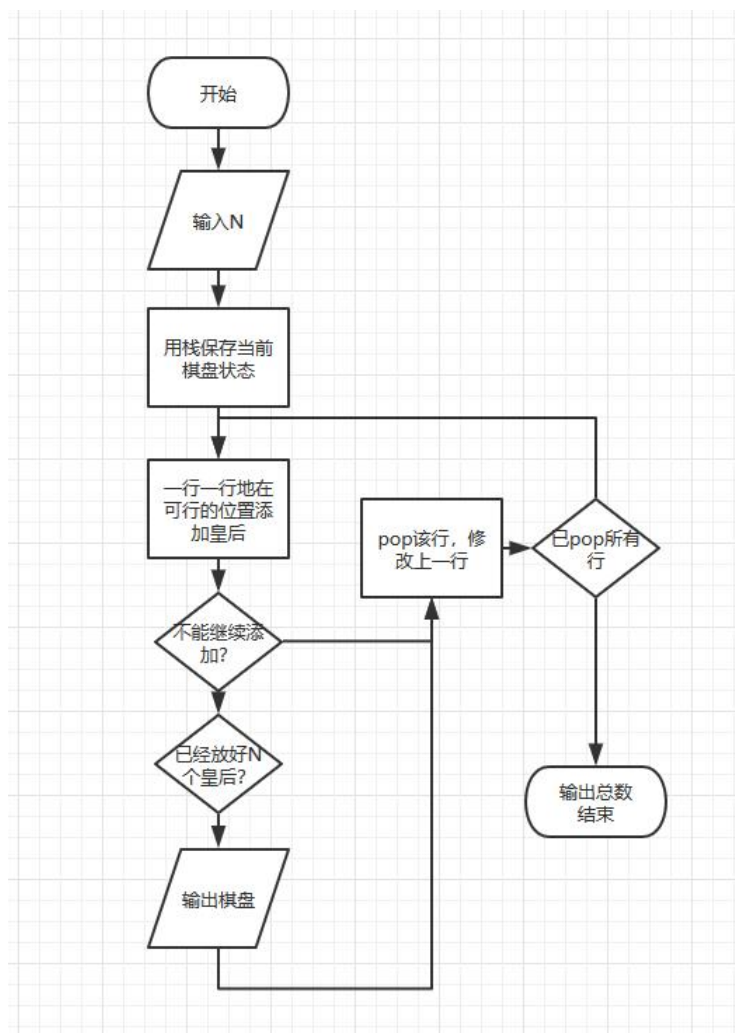 开始
输入N
用栈保存当前
棋盘状态
一行一行地在
可行的位置添
加皇后
pop该行，修
改上一行
已pop所有
行
不能继续添
加？
已经放好N
个皇后？
输出总数
结束
输出棋盘